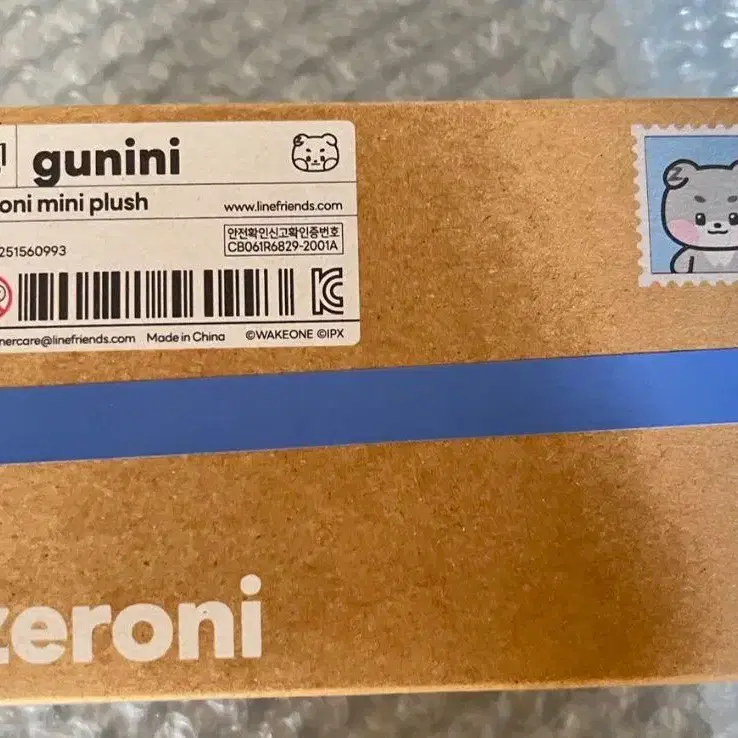 gunini
oni mini plush
www.linefriends.com
251560993
안전확인신고확인증번호
CB061R6829-2001A
nercare@linefriends.com Made in China ©WAKEONE ©IPX
zeroni